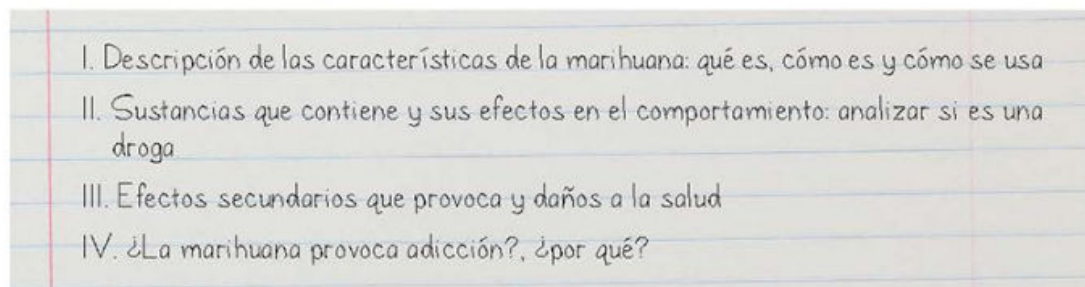 I. Descripción de las características de la marihuana: qué es, cómo es y cómo se usa
II. Sustancias que contiene y sus efectos en el comportamiento: analizar si es una
droga
III. Efectos secundarios que provoca y daños a la salud
IV. ¿La marihuana provoca adicción?, ¿por qué?